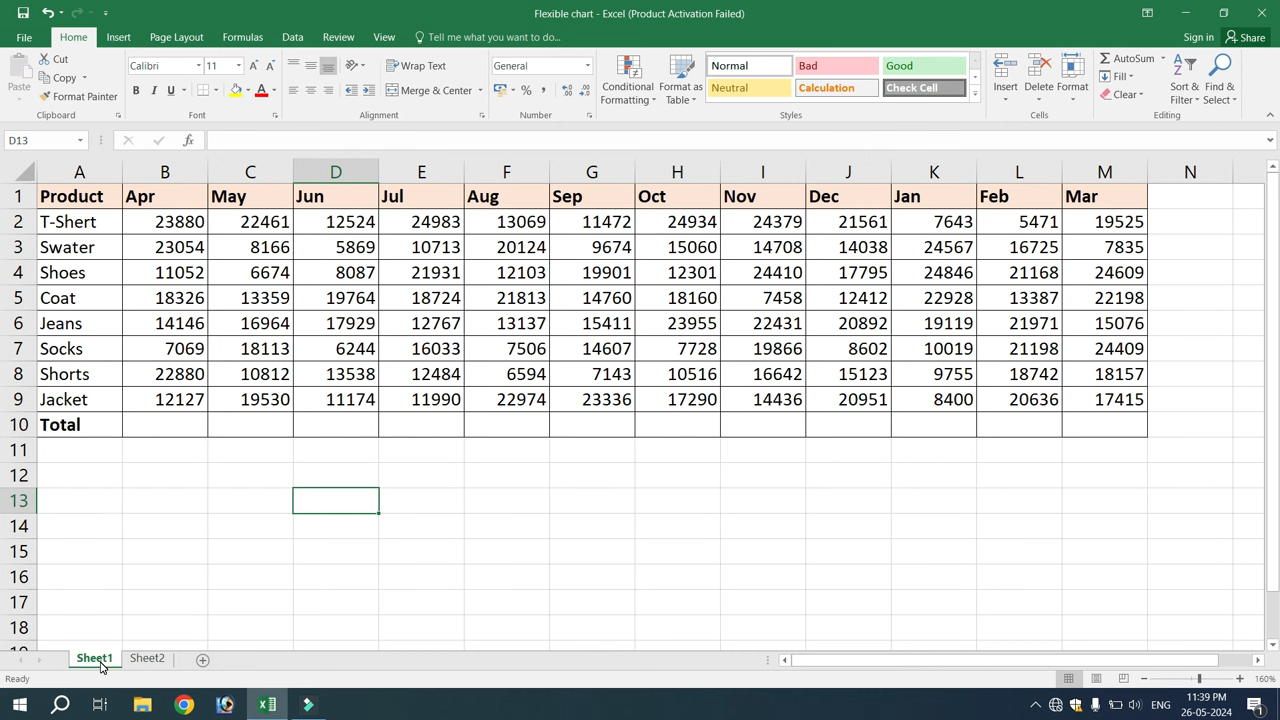 Flexible chart - Excel (Product Activation Failed)
File Home Insert Page Layout Formulas Data Review View Tell me what you want to do... Sign in Share
Paste Cut Copy Format Painter Clipboard
Calibri 11 A A B I U A Font
Wrap Text Merge & Center Alignment
General % , Number
Conditional Formatting Format as Table
Normal Bad Good
Neutral Calculation Check Cell
Styles
Insert Delete Format Cells
AutoSum Fill Clear Sort & Filter Find & Select Editing
D13 fx
A B C D E F G H I J K L M N
1 Product Apr May Jun Jul Aug Sep Oct Nov Dec Jan Feb Mar
2 T-Shert 23880 22461 12524 24983 13069 11472 24934 24379 21561 7643 5471 19525
3 Swater 23054 8166 5869 10713 20124 9674 15060 14708 14038 24567 16725 7835
4 Shoes 11052 6674 8087 21931 12103 19901 12301 24410 17795 24846 21168 24609
5 Coat 18326 13359 19764 18724 21813 14760 18160 7458 12412 22928 13387 22198
6 Jeans 14146 16964 17929 12767 13137 15411 23955 22431 20892 19119 21971 15076
7 Socks 7069 18113 6244 16033 7506 14607 7728 19866 8602 10019 21198 24409
8 Shorts 22880 10812 13538 12484 6594 7143 10516 16642 15123 9755 18742 18157
9 Jacket 12127 19530 11174 11990 22974 23336 17290 14436 20951 8400 20636 17415
10 Total
11
12
13
14
15
16
17
18
Sheet1 Sheet2
Ready 160%
ENG 11:39 PM
26-05-2024 1